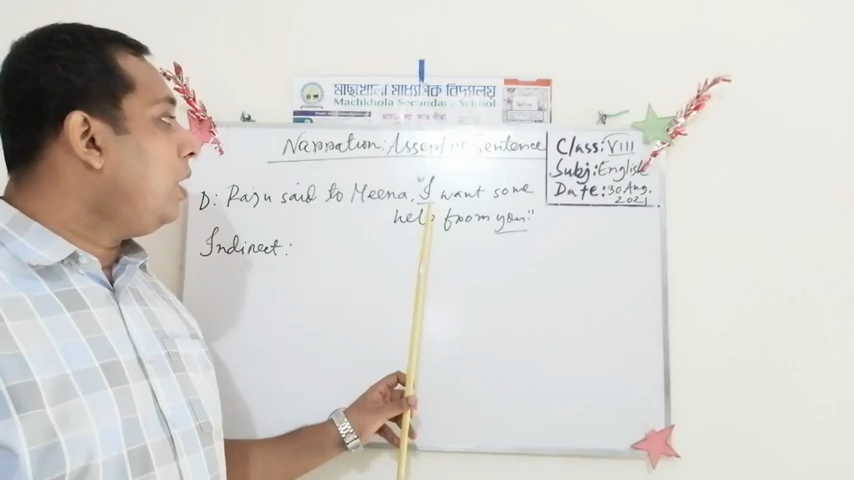 মাছখোলা মাধ্যমিক বিদ্যালয়
Machkhola Secondary School
Narration: Assertive Sentence
Class: VIII
Subj: English
Date: 30 Aug. 2021
D: Raju said to Meena, "I want some
help from you"
Indirect: